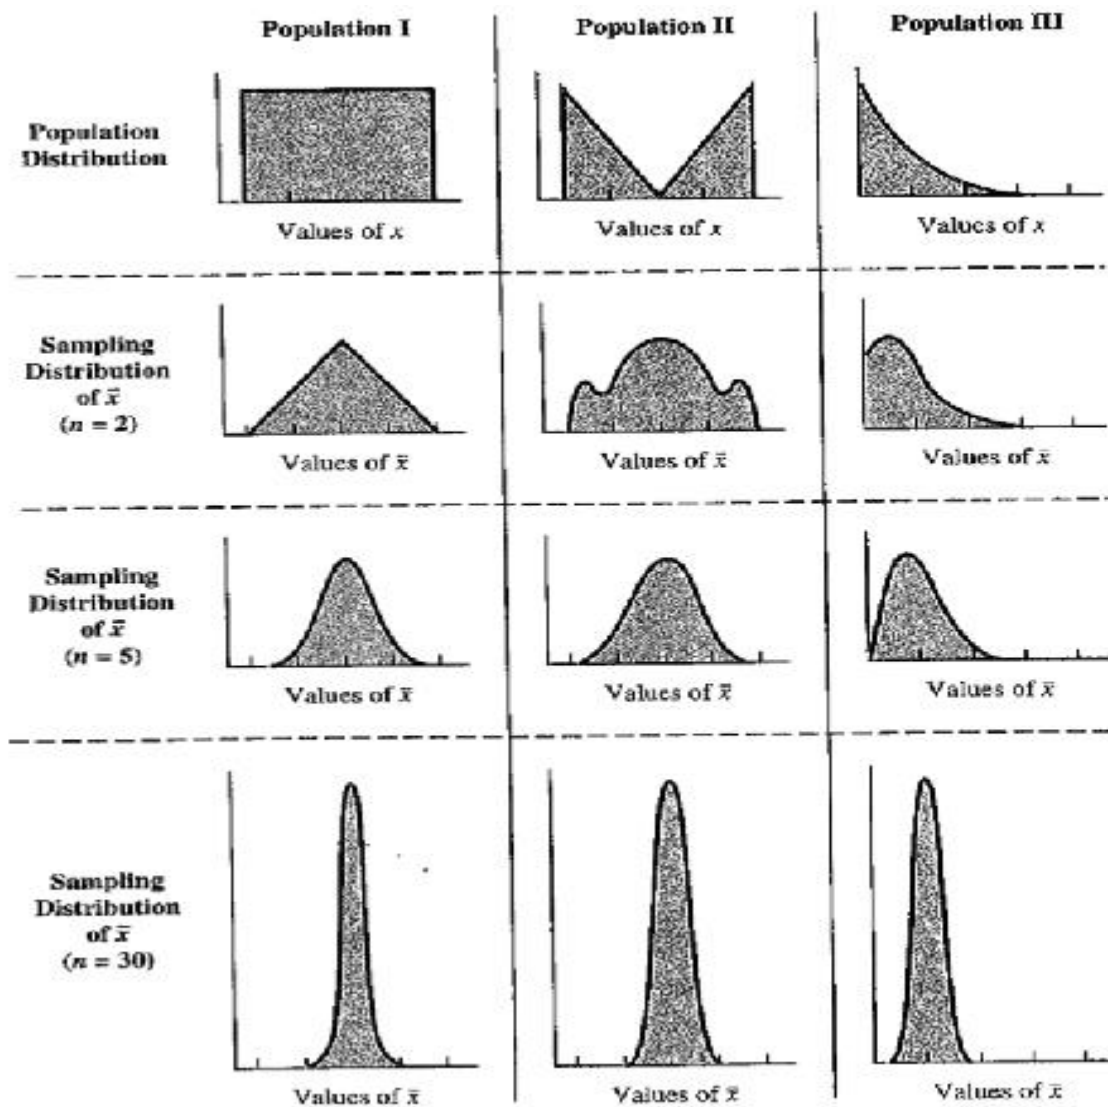 Population I
Population II
Population III
Population
Distribution
Values of x
Values of x
Values of x
Sampling
Distribution
of x̄
(n = 2)
Values of x̄
Values of x̄
Values of x̄
Sampling
Distribution
of x̄
(n = 5)
Values of x̄
Values of x̄
Values of x̄
Sampling
Distribution
of x̄
(n = 30)
Values of x̄
Values of x̄
Values of x̄